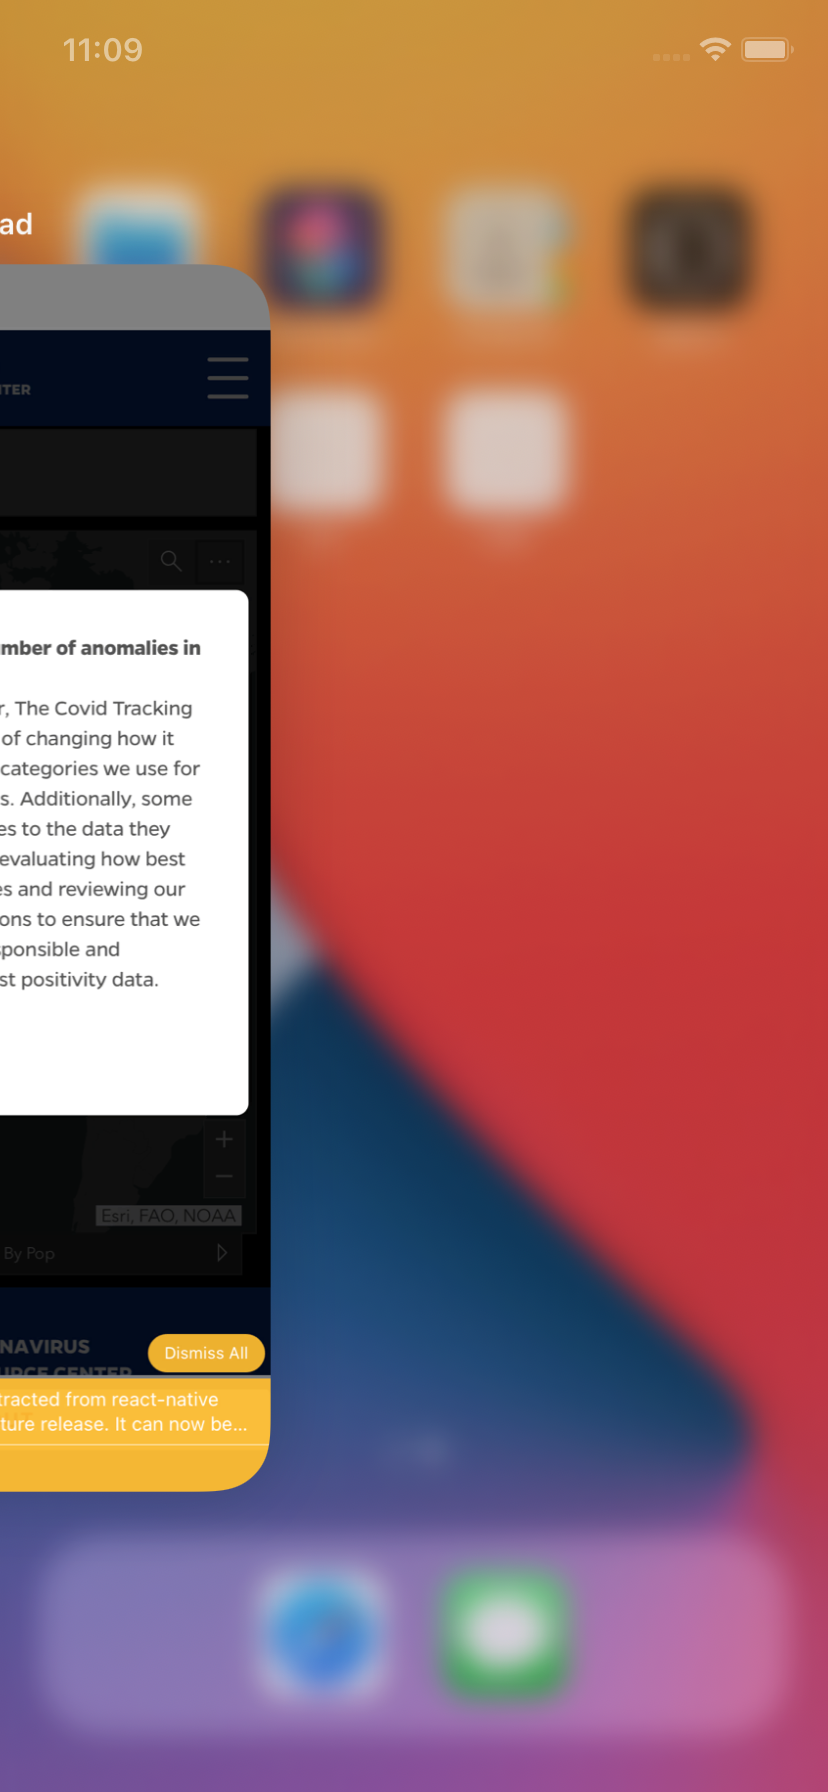 11:09
ad
NTER
mber of anomalies in
r, The Covid Tracking
of changing how it
categories we use for
s. Additionally, some
es to the data they
evaluating how best
es and reviewing our
ons to ensure that we
sponsible and
st positivity data.
+
−
Esri, FAO, NOAA
By Pop
NAVIRUS
URCE CENTER
Dismiss All
tracted from react-native
ture release. It can now be...